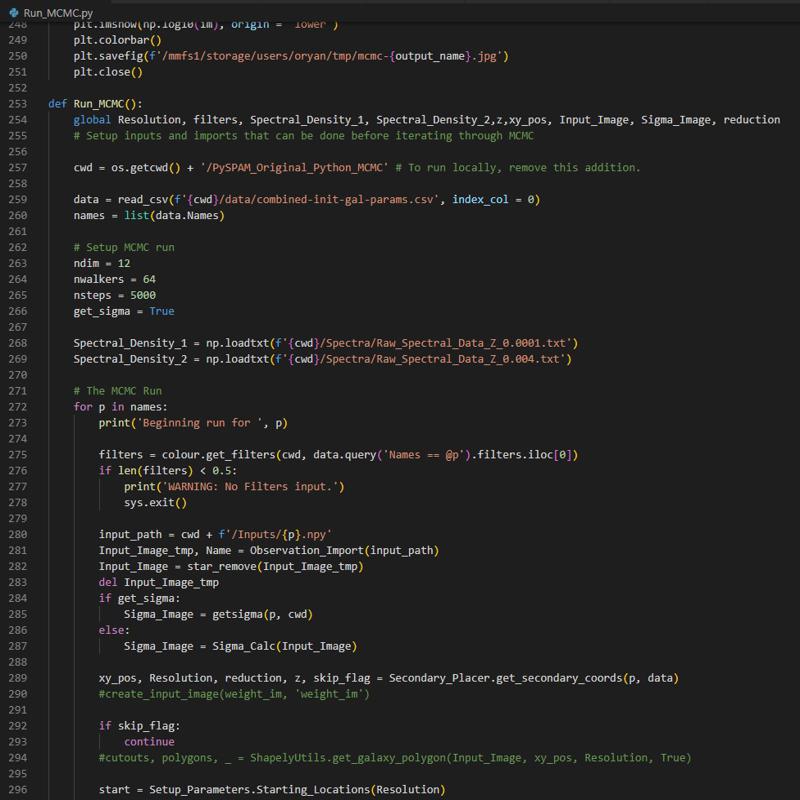 Run_MCMC.py
248 plt.imshow(np.log10(im), origin = 'lower')
249 plt.colorbar()
250 plt.savefig(f'/mmfs1/storage/users/oryan/tmp/mcmc-{output_name}.jpg')
251 plt.close()
252
253 def Run_MCMC():
254 global Resolution, filters, Spectral_Density_1, Spectral_Density_2,z,xy_pos, Input_Image, Sigma_Image, reduction
255 # Setup inputs and imports that can be done before iterating through MCMC
256
257 cwd = os.getcwd() + '/PySPAM_Original_Python_MCMC' # To run locally, remove this addition.
258
259 data = read_csv(f'{cwd}/data/combined-init-gal-params.csv', index_col = 0)
260 names = list(data.Names)
261
262 # Setup MCMC run
263 ndim = 12
264 nwalkers = 64
265 nsteps = 5000
266 get_sigma = True
267
268 Spectral_Density_1 = np.loadtxt(f'{cwd}/Spectra/Raw_Spectral_Data_Z_0.0001.txt')
269 Spectral_Density_2 = np.loadtxt(f'{cwd}/Spectra/Raw_Spectral_Data_Z_0.004.txt')
270
271 # The MCMC Run
272 for p in names:
273 print('Beginning run for ', p)
274
275 filters = colour.get_filters(cwd, data.query('Names == @p').filters.iloc[0])
276 if len(filters) < 0.5:
277 print('WARNING: No Filters input.')
278 sys.exit()
279
280 input_path = cwd + f'/Inputs/{p}.npy'
281 Input_Image_tmp, Name = Observation_Import(input_path)
282 Input_Image = star_remove(Input_Image_tmp)
283 del Input_Image_tmp
284 if get_sigma:
285 Sigma_Image = getsigma(p, cwd)
286 else:
287 Sigma_Image = Sigma_Calc(Input_Image)
288
289 xy_pos, Resolution, reduction, z, skip_flag = Secondary_Placer.get_secondary_coords(p, data)
290 #create_input_image(weight_im, 'weight_im')
291
292 if skip_flag:
293 continue
294 #cutouts, polygons, _ = ShapelyUtils.get_galaxy_polygon(Input_Image, xy_pos, Resolution, True)
295
296 start = Setup_Parameters.Starting_Locations(Resolution)